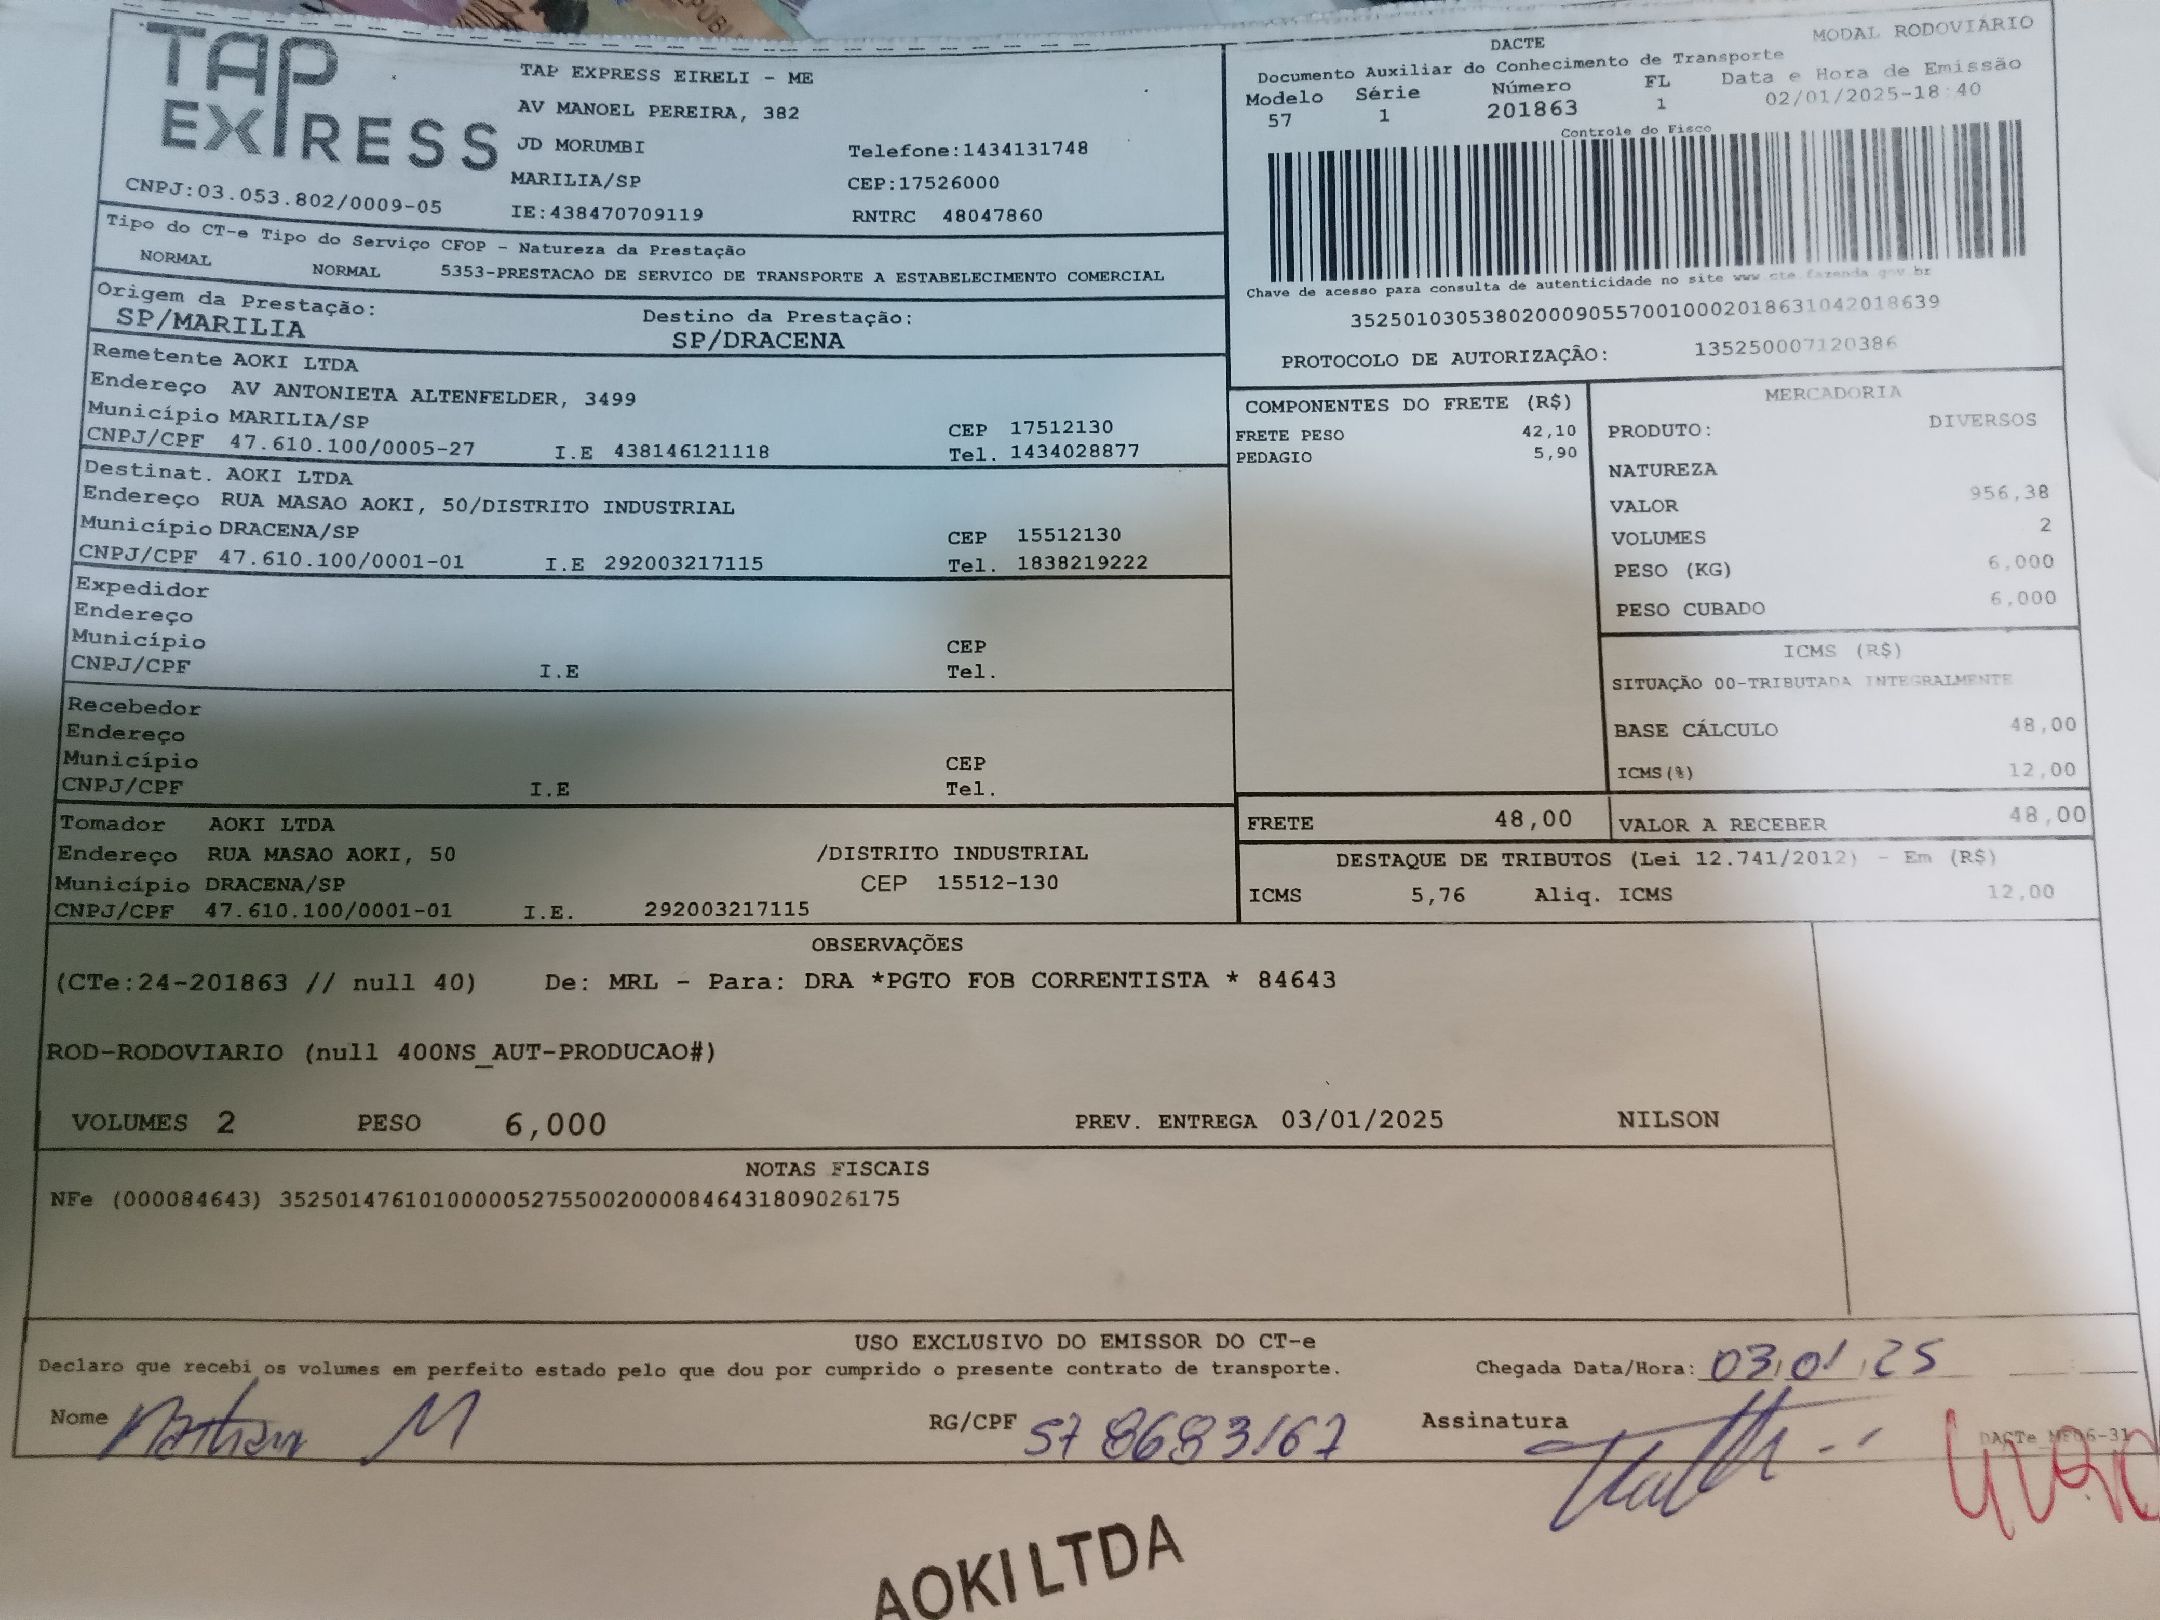 TAP EXPRESS
TAP EXPRESS EIRELI - ME
AV MANOEL PEREIRA, 382
JD MORUMBI Telefone:1434131748
MARILIA/SP CEP:17526000
CNPJ:03.053.802/0009-05 IE:438470709119 RNTRC 48047860
MODAL RODOVIÁRIO
DACTE
Documento Auxiliar do Conhecimento de Transporte
Modelo Série Número FL Data e Hora de Emissão
57 1 201863 1 02/01/2025-18:40
Controle do Fisco
Chave de acesso para consulta de autenticidade no site www.cte.fazenda.gov.br
35250103053802000905570010002018631042018639
PROTOCOLO DE AUTORIZAÇÃO: 135250007120386
Tipo do CT-e Tipo do Serviço CFOP - Natureza da Prestação
NORMAL NORMAL 5353-PRESTACAO DE SERVICO DE TRANSPORTE A ESTABELECIMENTO COMERCIAL
Origem da Prestação: Destino da Prestação:
SP/MARILIA SP/DRACENA
Remetente AOKI LTDA
Endereço AV ANTONIETA ALTENFELDER, 3499
Município MARILIA/SP CEP 17512130
CNPJ/CPF 47.610.100/0005-27 I.E 438146121118 Tel. 1434028877
Destinat. AOKI LTDA
Endereço RUA MASAO AOKI, 50/DISTRITO INDUSTRIAL
Município DRACENA/SP CEP 15512130
CNPJ/CPF 47.610.100/0001-01 I.E 292003217115 Tel. 1838219222
Expedidor
Endereço
Município CEP
CNPJ/CPF I.E Tel.
Recebedor
Endereço
Município CEP
CNPJ/CPF I.E Tel.
Tomador AOKI LTDA
Endereço RUA MASAO AOKI, 50 /DISTRITO INDUSTRIAL
Município DRACENA/SP CEP 15512-130
CNPJ/CPF 47.610.100/0001-01 I.E. 292003217115
COMPONENTES DO FRETE (R$)
FRETE PESO 42,10
PEDAGIO 5,90
MERCADORIA
PRODUTO: DIVERSOS
NATUREZA
VALOR 956,38
VOLUMES 2
PESO (KG) 6,000
PESO CUBADO 6,000
ICMS (R$)
SITUAÇÃO 00-TRIBUTADA INTEGRALMENTE
BASE CÁLCULO 48,00
ICMS(%) 12,00
FRETE 48,00 VALOR A RECEBER 48,00
DESTAQUE DE TRIBUTOS (Lei 12.741/2012) - Em (R$)
ICMS 5,76 Aliq. ICMS 12,00
OBSERVAÇÕES
(CTe:24-201863 // null 40) De: MRL - Para: DRA *PGTO FOB CORRENTISTA * 84643
ROD-RODOVIARIO (null 400NS_AUT-PRODUCAO#)
VOLUMES 2 PESO 6,000 PREV. ENTREGA 03/01/2025 NILSON
NOTAS FISCAIS
NFe (000084643) 35250147610100000527550020000846431809026175
USO EXCLUSIVO DO EMISSOR DO CT-e
Declaro que recebi os volumes em perfeito estado pelo que dou por cumprido o presente contrato de transporte. Chegada Data/Hora: 03,01,25
Nome Nathan M RG/CPF 57 8683167 Assinatura
AOKI LTDA